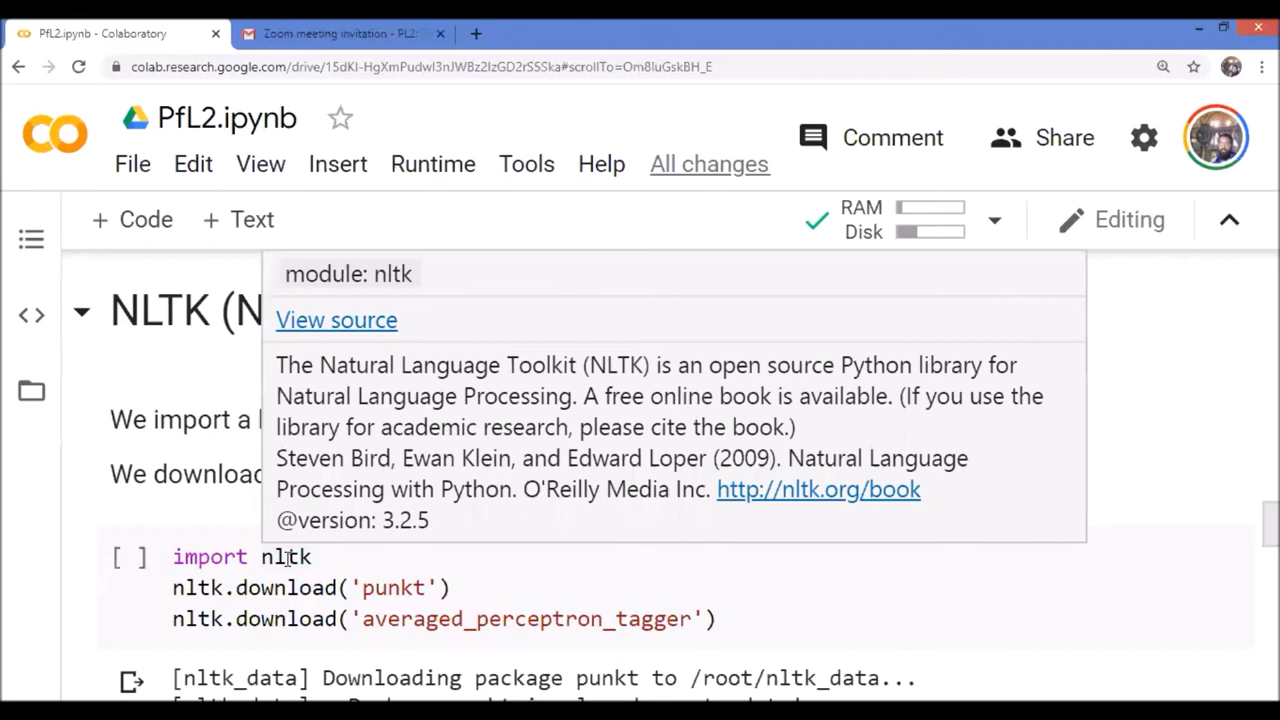 PfL2.ipynb - Colaboratory
Zoom meeting invitation - PL2:
colab.research.google.com/drive/15dKI-HgXmPudwI3nJWBz2IzGD2rS5SSka#scrollTo=Om8IuGskBH_E
PfL2.ipynb
Comment
Share
File Edit View Insert Runtime Tools Help All changes
+ Code + Text
RAM
Disk
Editing
module: nltk
NLTK (N
View source
The Natural Language Toolkit (NLTK) is an open source Python library for
Natural Language Processing. A free online book is available. (If you use the
We import a
library for academic research, please cite the book.)
Steven Bird, Ewan Klein, and Edward Loper (2009). Natural Language
We download
Processing with Python. O'Reilly Media Inc. http://nltk.org/book
@version: 3.2.5
[ ] import nltk
nltk.download('punkt')
nltk.download('averaged_perceptron_tagger')
[nltk_data] Downloading package punkt to /root/nltk_data...